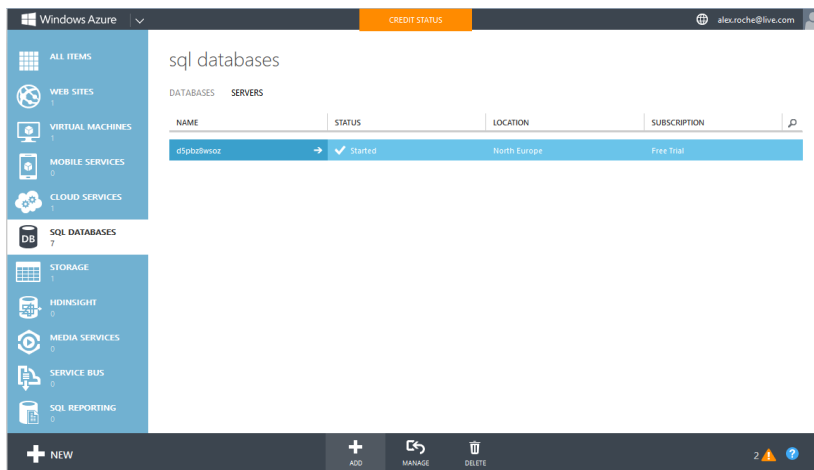 Windows Azure
CREDIT STATUS
alex.roche@live.com
ALL ITEMS
WEB SITES
1
VIRTUAL MACHINES
1
MOBILE SERVICES
0
CLOUD SERVICES
1
DB
SQL DATABASES
7
STORAGE
1
HDINSIGHT
0
MEDIA SERVICES
0
SERVICE BUS
0
SQL REPORTING
0
sql databases
DATABASES SERVERS
NAME STATUS LOCATION SUBSCRIPTION
d5pbz8wsoz Started North Europe Free Trial
NEW
ADD
MANAGE
DELETE
2
?